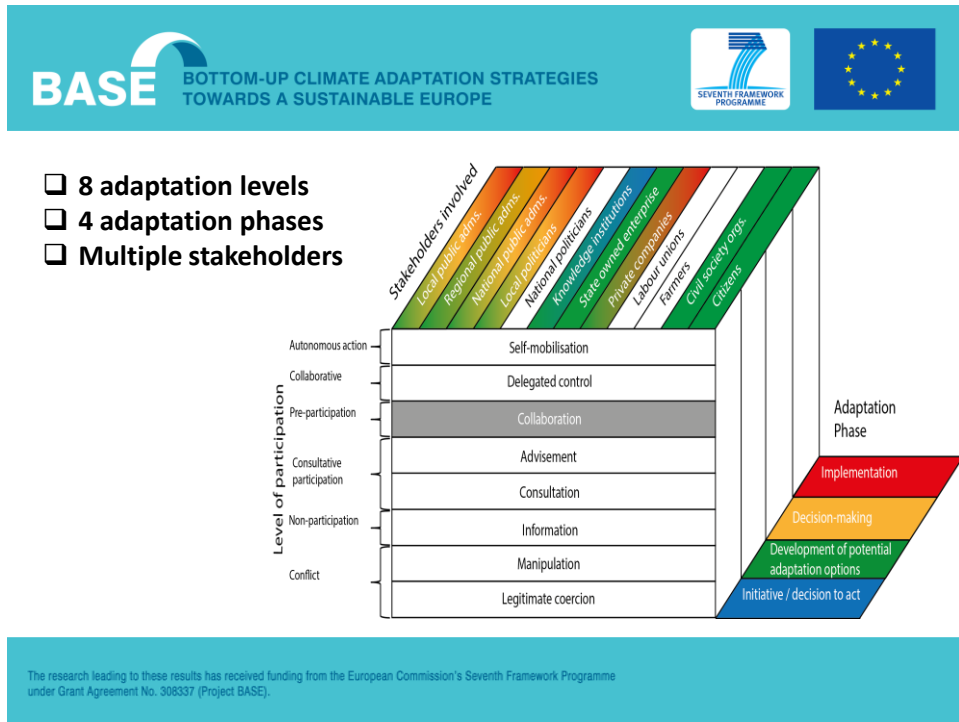 BASE
BOTTOM-UP CLIMATE ADAPTATION STRATEGIES
TOWARDS A SUSTAINABLE EUROPE
7
SEVENTH FRAMEWORK
PROGRAMME
8 adaptation levels
4 adaptation phases
Multiple stakeholders
Stakeholders involved
Local public adms.
Regional public adms.
National public adms.
Local politicians
National politicians
Knowledge institutions
State owned enterprise
Private companies
Labour unions
Farmers
Civil society orgs.
Citizens
Level of participation
Autonomous action
Self-mobilisation
Collaborative
Delegated control
Pre-participation
Collaboration
Consultative
participation
Advisement
Consultation
Non-participation
Information
Conflict
Manipulation
Legitimate coercion
Adaptation
Phase
Implementation
Decision-making
Development of potential
adaptation options
Initiative / decision to act
The research leading to these results has received funding from the European Commission's Seventh Framework Programme
under Grant Agreement No. 308337 (Project BASE).